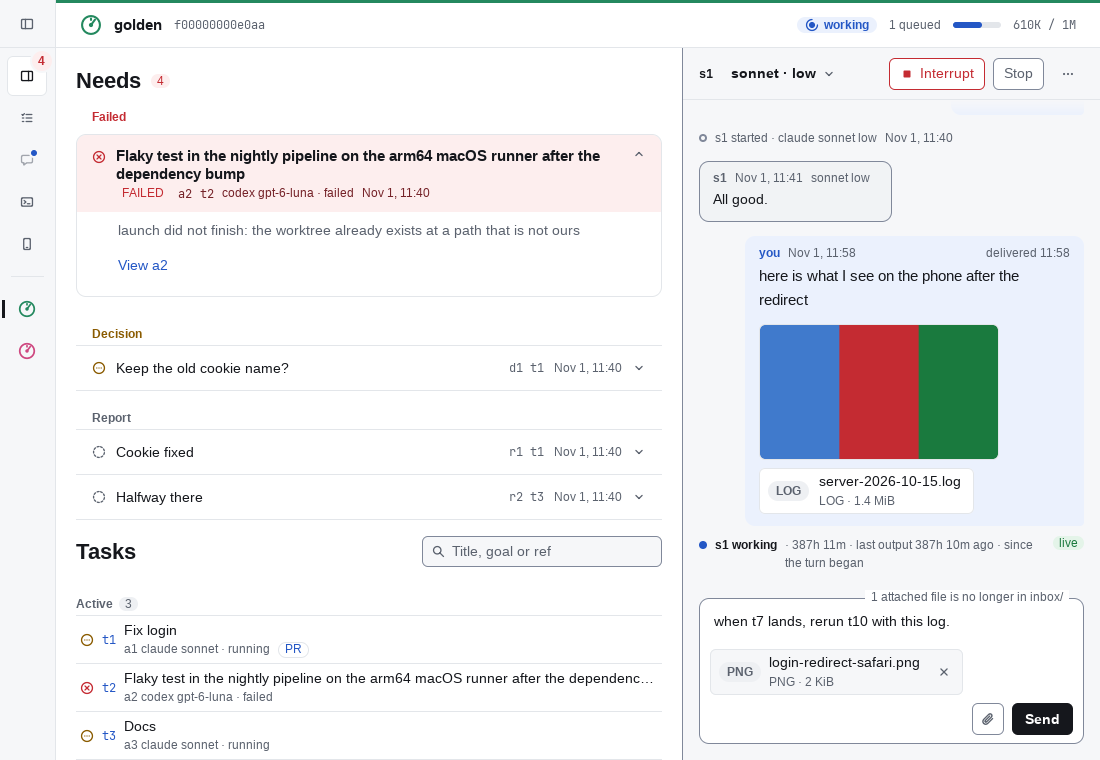 golden f00000000e0aa working 1 queued 610K / 1M
4
Needs 4
Failed
Flaky test in the nightly pipeline on the arm64 macOS runner after the
dependency bump
FAILED a2 t2 codex gpt-6-luna · failed Nov 1, 11:40
launch did not finish: the worktree already exists at a path that is not ours
View a2
Decision
Keep the old cookie name? d1 t1 Nov 1, 11:40
Report
Cookie fixed r1 t1 Nov 1, 11:40
Halfway there r2 t3 Nov 1, 11:40
Tasks Title, goal or ref
Active 3
t1 Fix login
a1 claude sonnet · running PR
t2 Flaky test in the nightly pipeline on the arm64 macOS runner after the dependenc…
a2 codex gpt-6-luna · failed
t3 Docs
a3 claude sonnet · running
s1 sonnet · low Interrupt Stop ···
s1 started · claude sonnet low Nov 1, 11:40
s1 Nov 1, 11:41 sonnet low
All good.
you Nov 1, 11:58 delivered 11:58
here is what I see on the phone after the
redirect
LOG server-2026-10-15.log
LOG · 1.4 MiB
s1 working · 387h 11m · last output 387h 10m ago · since live
the turn began
1 attached file is no longer in inbox/
when t7 lands, rerun t10 with this log.
PNG login-redirect-safari.png
PNG · 2 KiB
Send